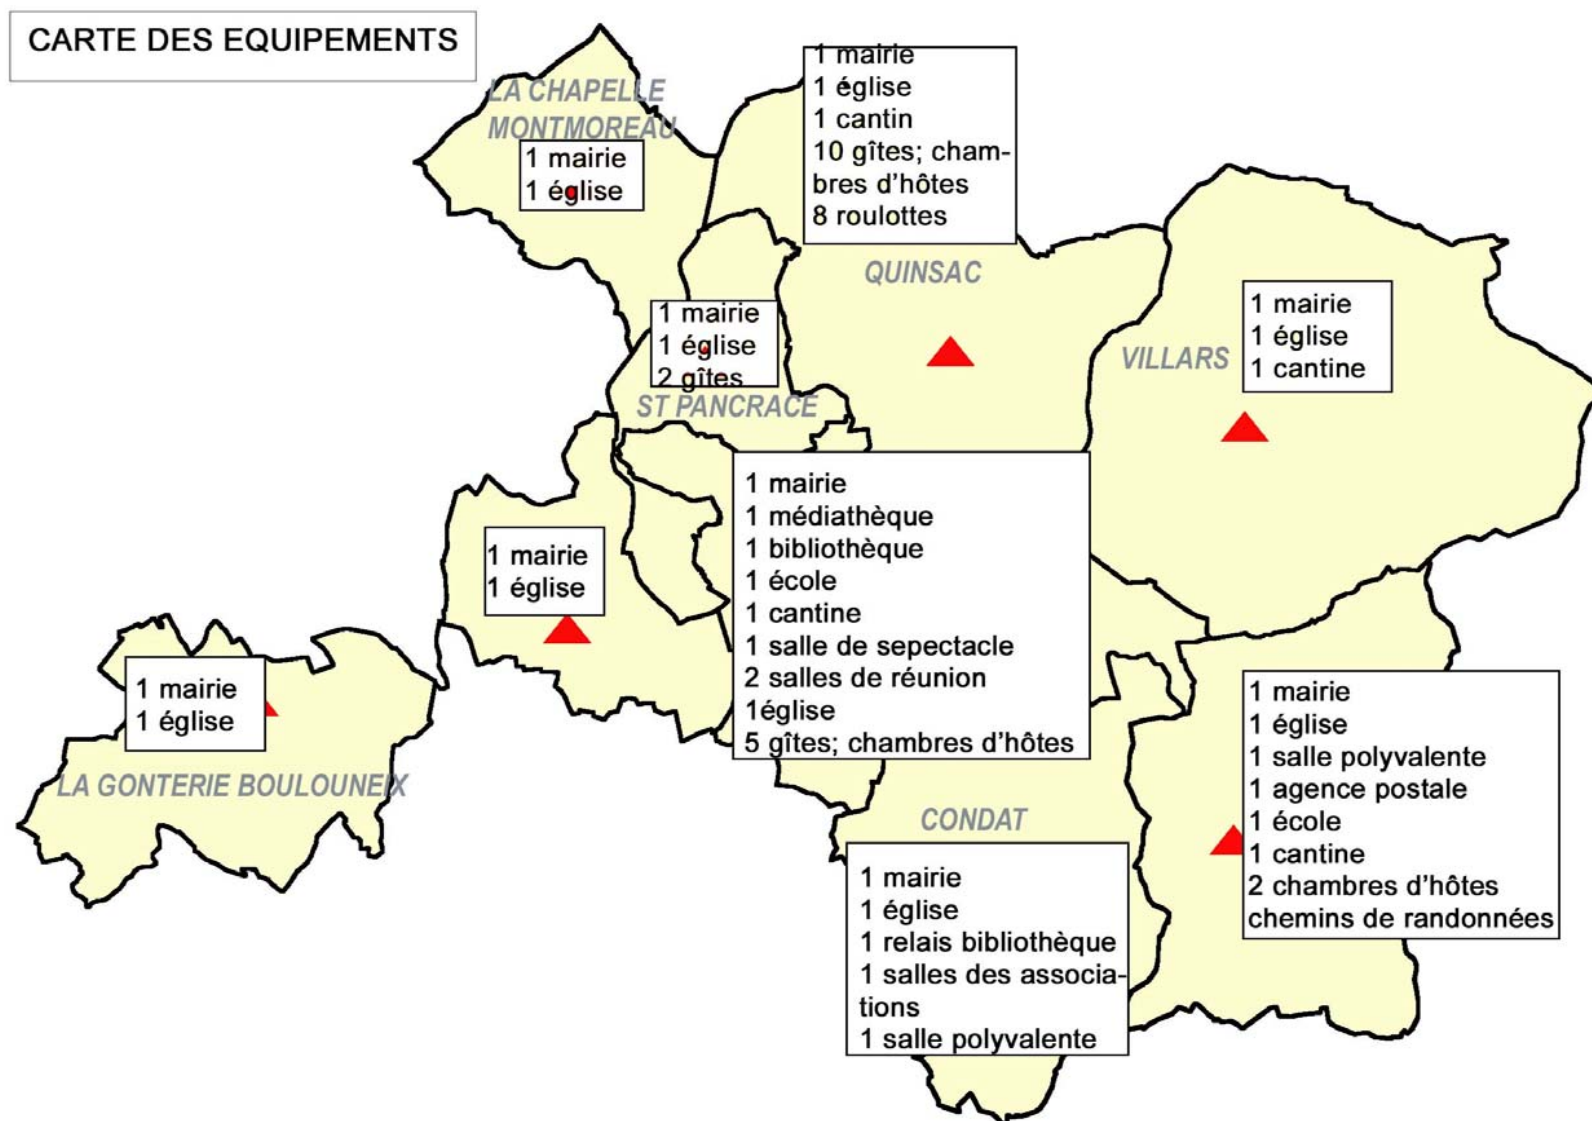 CARTE DES EQUIPEMENTS
LA CHAPELLE
MONTMOREAU
1 mairie
1 église
1 mairie
1 église
1 cantin
10 gîtes; cham-
bres d'hôtes
8 roulottes
QUINSAC
1 mairie
1 église
2 gîtes
ST PANCRACE
VILLARS
1 mairie
1 église
1 cantine
1 mairie
1 église
1 mairie
1 médiathèque
1 bibliothèque
1 école
1 cantine
1 salle de sepectacle
2 salles de réunion
1église
5 gîtes; chambres d'hôtes
1 mairie
1 église
LA GONTERIE BOULOUNEIX
CONDAT
1 mairie
1 église
1 relais bibliothèque
1 salles des associa-
tions
1 salle polyvalente
1 mairie
1 église
1 salle polyvalente
1 agence postale
1 école
1 cantine
2 chambres d'hôtes
chemins de randonnées